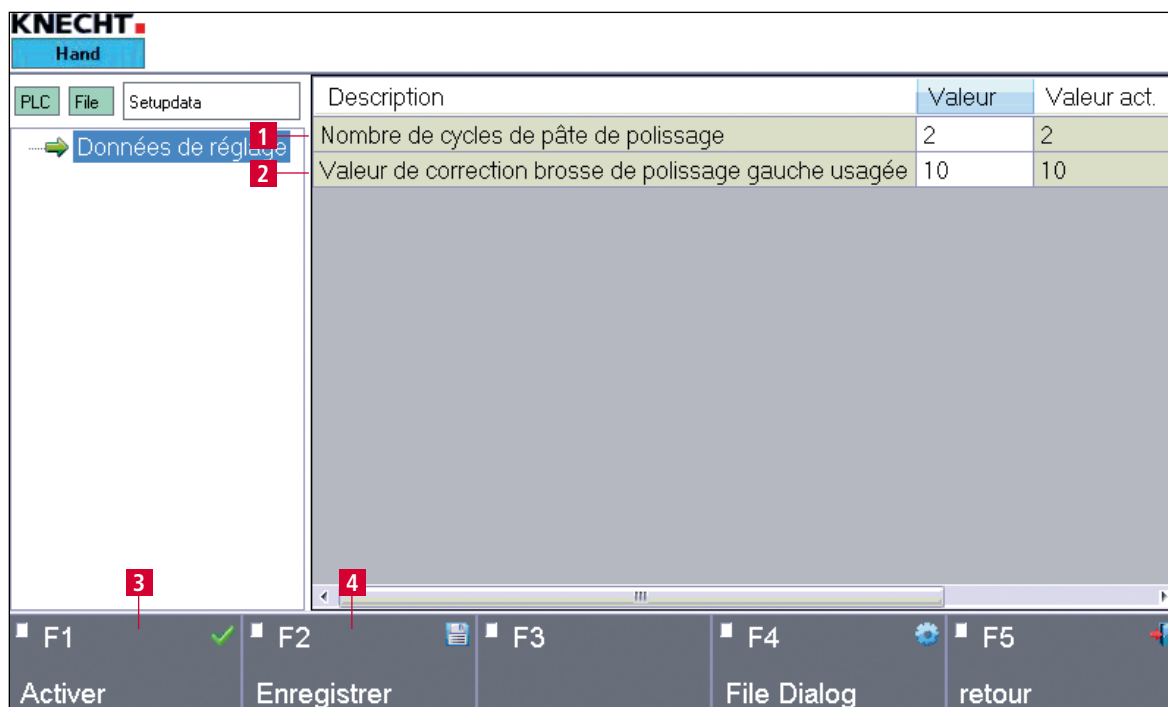 KNECHT
Hand
PLC File Setupdata
Données de réglage
Description Valeur Valeur act.
1 Nombre de cycles de pâte de polissage 2 2
2 Valeur de correction brosse de polissage gauche usagée 10 10
3 4
F1 F2 F3 F4 F5
Activer Enregistrer File Dialog retour